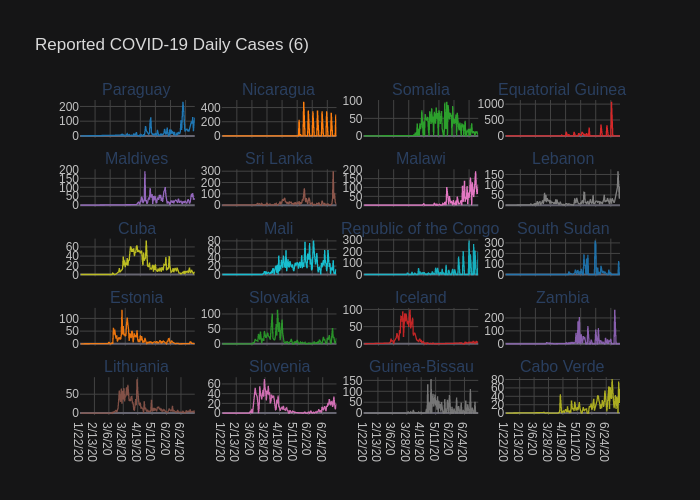 Reported COVID-19 Daily Cases (6)
Paraguay Nicaragua Somalia Equatorial Guinea
200 100 0
400 200 0
100 50 0
1000 500 0
Maldives Sri Lanka Malawi Lebanon
200 150 100 50 0
300 200 100 0
200 150 100 50 0
150 100 50 0
Cuba Mali Republic of the Congo South Sudan
60 40 20 0
80 60 40 20 0
300 200 100 0
300 200 100 0
Estonia Slovakia Iceland Zambia
100 50 0
100 50 0
100 50 0
200 100 0
Lithuania Slovenia Guinea-Bissau Cabo Verde
50 0
60 40 20 0
150 100 50 0
80 60 40 20 0
1/22/20 2/13/20 3/6/20 3/28/20 4/19/20 5/11/20 6/2/20 6/24/20
1/22/20 2/13/20 3/6/20 3/28/20 4/19/20 5/11/20 6/2/20 6/24/20
1/22/20 2/13/20 3/6/20 3/28/20 4/19/20 5/11/20 6/2/20 6/24/20
1/22/20 2/13/20 3/6/20 3/28/20 4/19/20 5/11/20 6/2/20 6/24/20